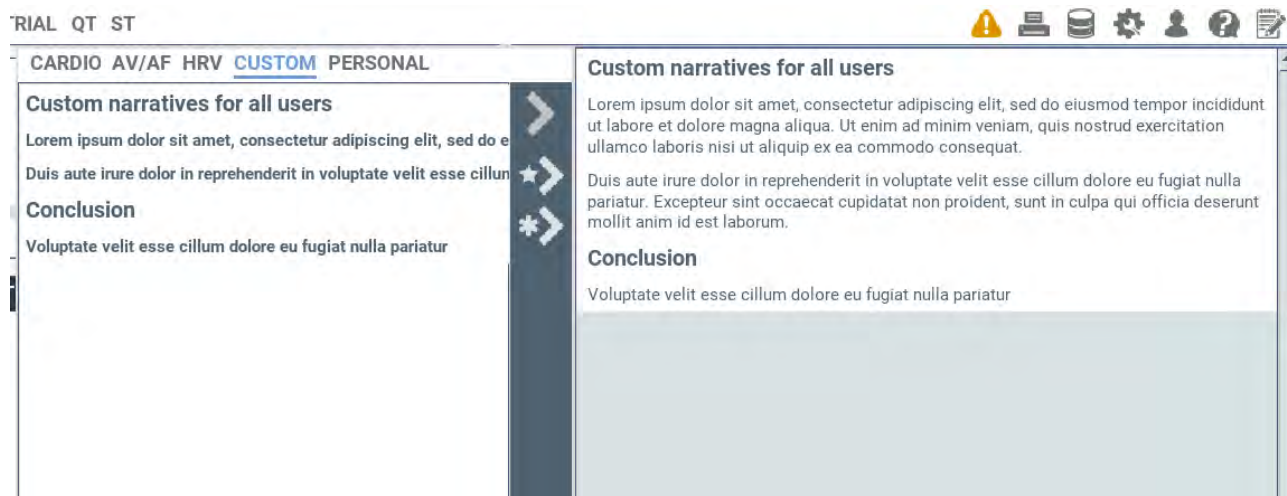 TRIAL QT ST
CARDIO AV/AF HRV CUSTOM PERSONAL
Custom narratives for all users
Lorem ipsum dolor sit amet, consectetur adipiscing elit, sed do e
Duis aute irure dolor in reprehenderit in voluptate velit esse cillun
Conclusion
Voluptate velit esse cillum dolore eu fugiat nulla pariatur
Custom narratives for all users
Lorem ipsum dolor sit amet, consectetur adipiscing elit, sed do eiusmod tempor incididunt
ut labore et dolore magna aliqua. Ut enim ad minim veniam, quis nostrud exercitation
ullamco laboris nisi ut aliquip ex ea commodo consequat.
Duis aute irure dolor in reprehenderit in voluptate velit esse cillum dolore eu fugiat nulla
pariatur. Excepteur sint occaecat cupidatat non proident, sunt in culpa qui officia deserunt
mollit anim id est laborum.
Conclusion
Voluptate velit esse cillum dolore eu fugiat nulla pariatur